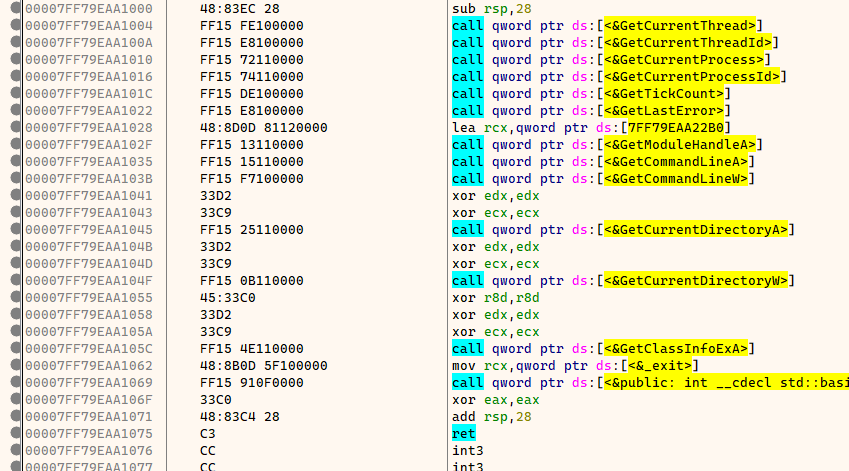 00007FF79EAA1000 48:83EC 28 sub rsp,28
00007FF79EAA1004 FF15 FE100000 call qword ptr ds:[<&GetCurrentThread>]
00007FF79EAA100A FF15 E8100000 call qword ptr ds:[<&GetCurrentThreadId>]
00007FF79EAA1010 FF15 72110000 call qword ptr ds:[<&GetCurrentProcess>]
00007FF79EAA1016 FF15 74110000 call qword ptr ds:[<&GetCurrentProcessId>]
00007FF79EAA101C FF15 DE100000 call qword ptr ds:[<&GetTickCount>]
00007FF79EAA1022 FF15 E8100000 call qword ptr ds:[<&GetLastError>]
00007FF79EAA1028 48:8D0D 81120000 lea rcx,qword ptr ds:[7FF79EAA22B0]
00007FF79EAA102F FF15 13110000 call qword ptr ds:[<&GetModuleHandleA>]
00007FF79EAA1035 FF15 15110000 call qword ptr ds:[<&GetCommandLineA>]
00007FF79EAA103B FF15 F7100000 call qword ptr ds:[<&GetCommandLineW>]
00007FF79EAA1041 33D2 xor edx,edx
00007FF79EAA1043 33C9 xor ecx,ecx
00007FF79EAA1045 FF15 25110000 call qword ptr ds:[<&GetCurrentDirectoryA>]
00007FF79EAA104B 33D2 xor edx,edx
00007FF79EAA104D 33C9 xor ecx,ecx
00007FF79EAA104F FF15 0B110000 call qword ptr ds:[<&GetCurrentDirectoryW>]
00007FF79EAA1055 45:33C0 xor r8d,r8d
00007FF79EAA1058 33D2 xor edx,edx
00007FF79EAA105A 33C9 xor ecx,ecx
00007FF79EAA105C FF15 4E110000 call qword ptr ds:[<&GetClassInfoExA>]
00007FF79EAA1062 48:8B0D 5F100000 mov rcx,qword ptr ds:[<&_exit>]
00007FF79EAA1069 FF15 910F0000 call qword ptr ds:[<&public: int __cdecl std::basi
00007FF79EAA106F 33C0 xor eax,eax
00007FF79EAA1071 48:83C4 28 add rsp,28
00007FF79EAA1075 C3 ret
00007FF79EAA1076 CC int3
00007FF79EAA1077 CC int3